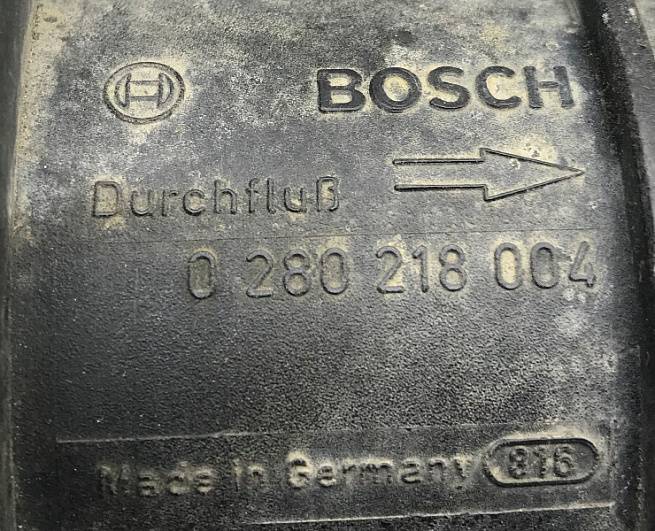 BOSCH
Durchfluß
0 280 218 004
Made in Germany 816